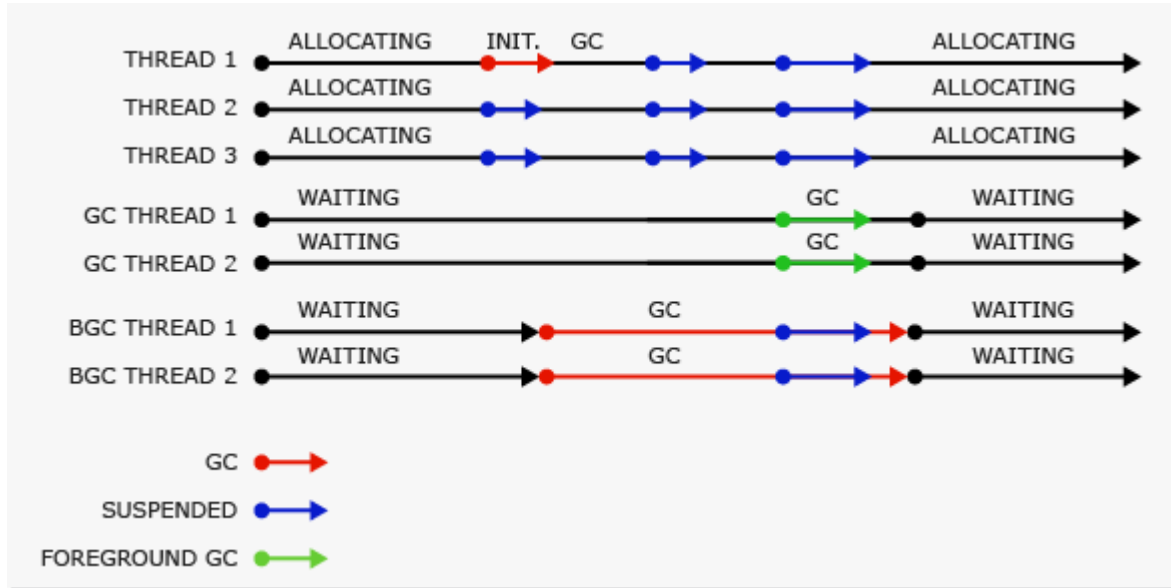 ALLOCATING INIT. GC ALLOCATING
THREAD 1
ALLOCATING ALLOCATING
THREAD 2
ALLOCATING ALLOCATING
THREAD 3
WAITING GC WAITING
GC THREAD 1
WAITING GC WAITING
GC THREAD 2
WAITING GC WAITING
BGC THREAD 1
WAITING GC WAITING
BGC THREAD 2
GC
SUSPENDED
FOREGROUND GC